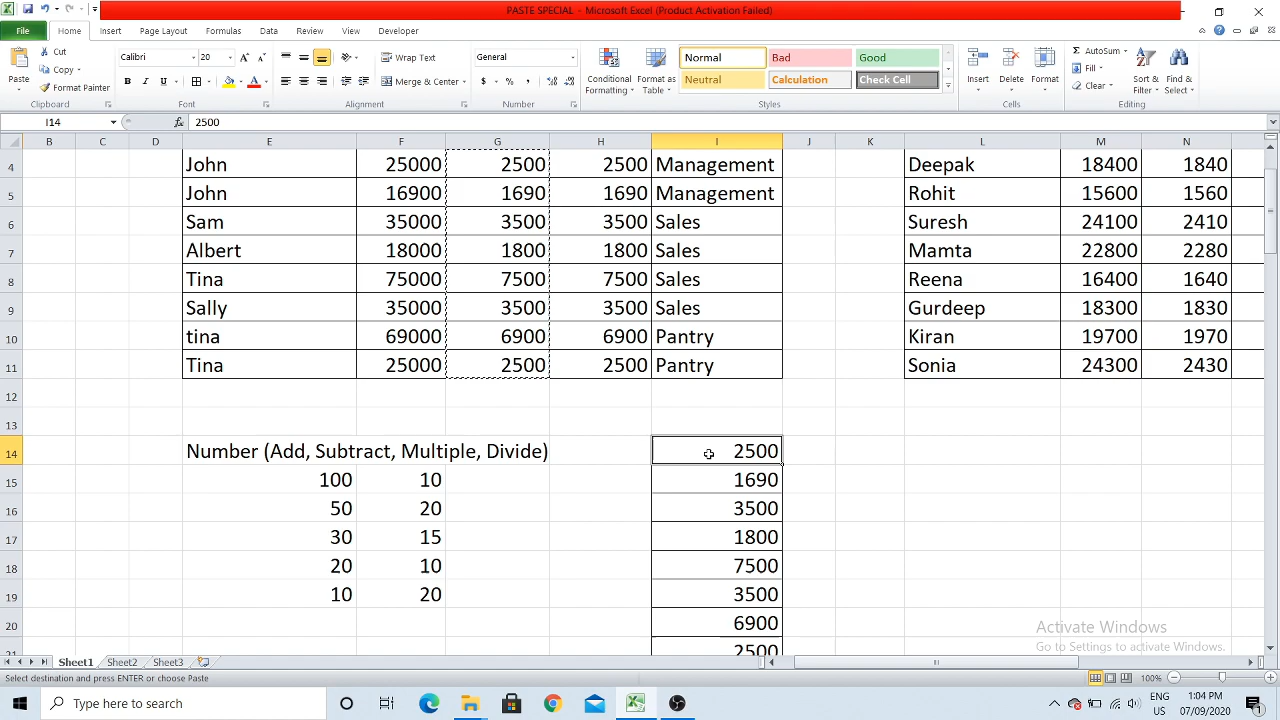 PASTE SPECIAL - Microsoft Excel (Product Activation Failed)
File Home Insert Page Layout Formulas Data Review View Developer
Paste Cut Copy Format Painter Clipboard
Calibri 20 A A B I U A Font
Wrap Text Merge & Center Alignment
General $ % , Number
Conditional Formatting Format as Table
Normal Bad Good
Neutral Calculation Check Cell
Styles
Insert Delete Format Cells
AutoSum Fill Clear Sort & Filter Find & Select Editing
I14 fx 2500
B C D E F G H I J K L M N
4 John 25000 2500 2500 Management Deepak 18400 1840
5 John 16900 1690 1690 Management Rohit 15600 1560
6 Sam 35000 3500 3500 Sales Suresh 24100 2410
7 Albert 18000 1800 1800 Sales Mamta 22800 2280
8 Tina 75000 7500 7500 Sales Reena 16400 1640
9 Sally 35000 3500 3500 Sales Gurdeep 18300 1830
10 tina 69000 6900 6900 Pantry Kiran 19700 1970
11 Tina 25000 2500 2500 Pantry Sonia 24300 2430
12
13
14 Number (Add, Subtract, Multiple, Divide) 2500
15 100 10 1690
16 50 20 3500
17 30 15 1800
18 20 10 7500
19 10 20 3500
20 6900
21 2500
Activate Windows
Go to Settings to activate Windows.
Sheet1 Sheet2 Sheet3
Select destination and press ENTER or choose Paste 100%
Type here to search
ENG 1:04 PM
US 07/09/2020